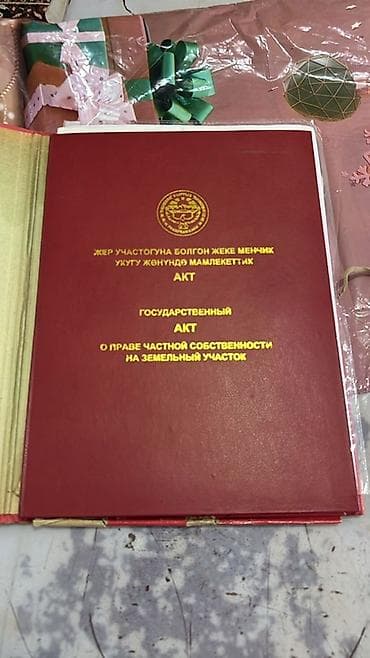 ЖЕР УЧАСТОГУНА БОЛГОН ЖЕКЕ МЕНЧИК
УКУГУ ЖӨНҮНДӨ МАМЛЕКЕТТИК
АКТ
ГОСУДАРСТВЕННЫЙ
АКТ
О ПРАВЕ ЧАСТНОЙ СОБСТВЕННОСТИ
НА ЗЕМЕЛЬНЫЙ УЧАСТОК